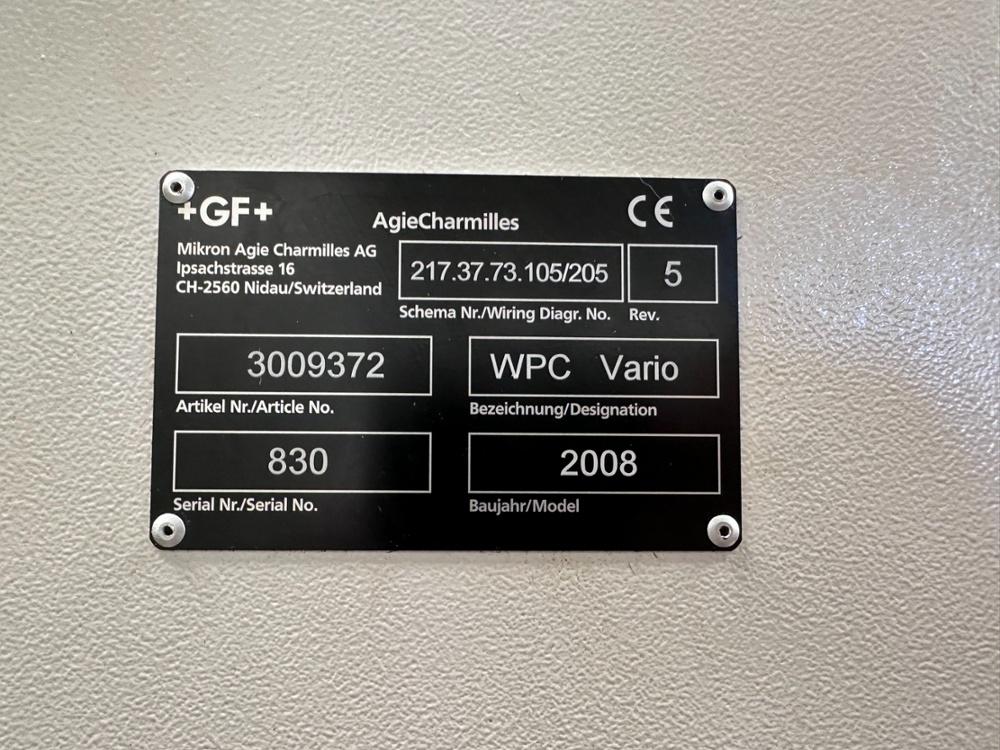 +GF+
AgieCharmilles
CE
Mikron Agie Charmilles AG
Ipsachstrasse 16
CH-2560 Nidau/Switzerland
217.37.73.105/205
5
Schema Nr./Wiring Diagr. No.
Rev.
3009372
WPC Vario
Artikel Nr./Article No.
Bezeichnung/Designation
830
2008
Serial Nr./Serial No.
Baujahr/Model